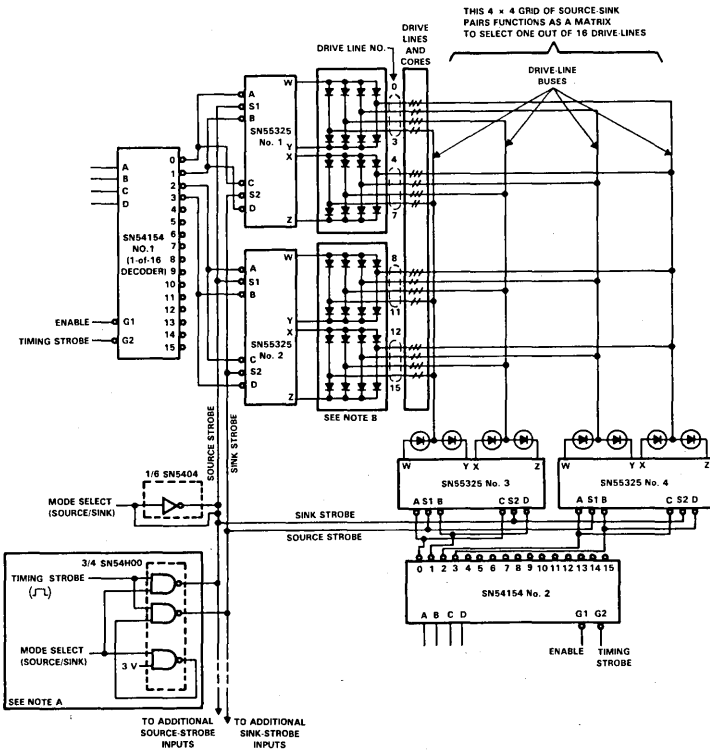 THIS 4 × 4 GRID OF SOURCE-SINK
PAIRS FUNCTIONS AS A MATRIX
TO SELECT ONE OUT OF 16 DRIVE-LINES
DRIVE
LINES
AND
CORES
DRIVE LINE NO.
DRIVE-LINE
BUSES
A
S1
B
SN55325
No. 1
C
S2
D
W
Y
X
Z
0
3
4
7
A
B
C
D
SN54154
NO.1
(1-of-16
DECODER)
0
1
2
3
4
5
6
7
8
9
10
11
12
13
14
15
ENABLE
G1
TIMING STROBE
G2
A
S1
B
SN55325
No. 2
C
S2
D
W
Y
X
Z
8
11
12
15
SEE NOTE B
SOURCE STROBE
SINK STROBE
W
Y X
Z
SN55325 No. 3
A S1 B
C S2 D
W
Y X
Z
SN55325 No. 4
A S1 B
C S2 D
1/6 SN5404
MODE SELECT
(SOURCE/SINK)
SINK STROBE
SOURCE STROBE
0 1 2 3 4 5 6 7 8 9 10 11 12 13 14 15
SN54154 No. 2
A B C D
G1 G2
ENABLE
TIMING
STROBE
3/4 SN54H00
TIMING STROBE
MODE SELECT
(SOURCE/SINK)
3 V
SEE NOTE A
TO ADDITIONAL
SOURCE-STROBE
INPUTS
TO ADDITIONAL
SINK-STROBE
INPUTS